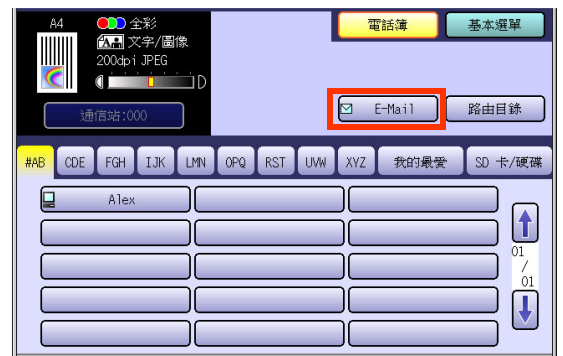 A4 全彩 電話簿 基本選單
文字/圖像
200dpi JPEG
D
通信站:000 E-Mail 路由目錄
#AB CDE FGH IJK LMN OPQ RST UVW XYZ 我的最愛 SD 卡/硬碟
Alex
01
/
01